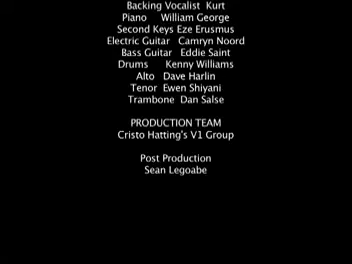 Backing Vocalist Kurt
Piano William George
Second Keys Eze Erusmus
Electric Guitar Camryn Noord
Bass Guitar Eddie Saint
Drums Kenny Williams
Alto Dave Harlin
Tenor Ewen Shiyani
Trambone Dan Salse
PRODUCTION TEAM
Cristo Hatting's V1 Group
Post Production
Sean Legoabe